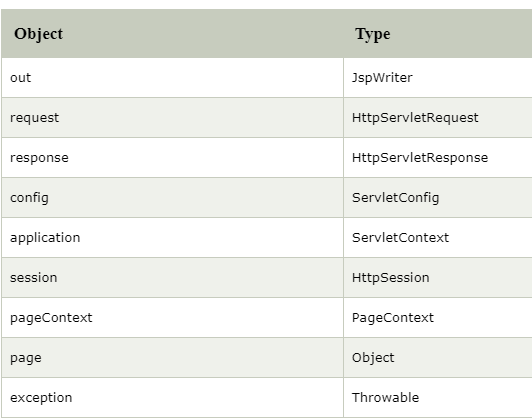 Object Type
out JspWriter
request HttpServletRequest
response HttpServletResponse
config ServletConfig
application ServletContext
session HttpSession
pageContext PageContext
page Object
exception Throwable